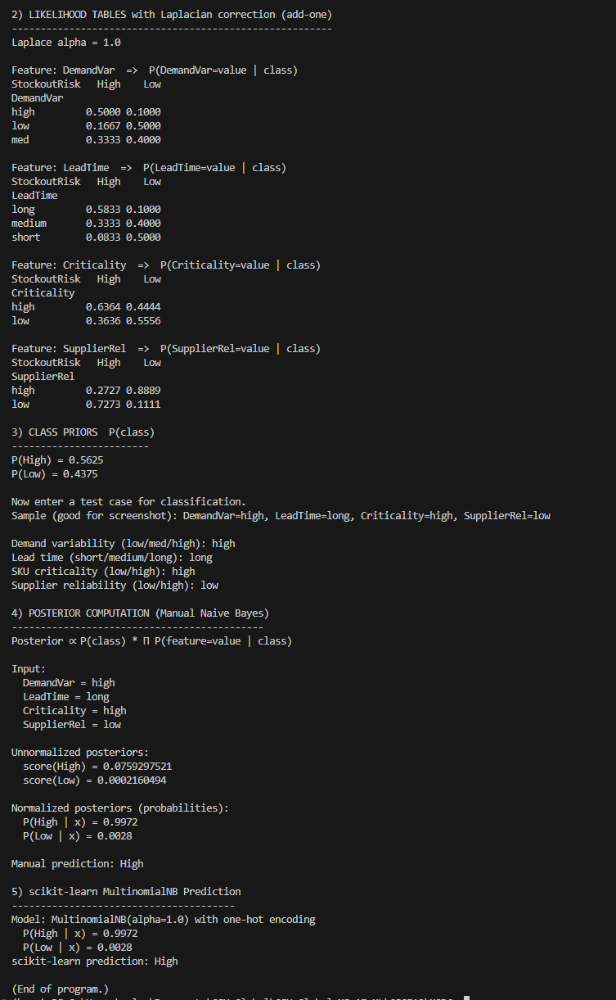 2) LIKELIHOOD TABLES with Laplacian correction (add-one)
--------------------------------------------------------
Laplace alpha = 1.0
Feature: DemandVar  =>  P(DemandVar=value | class)
StockoutRisk   High    Low
DemandVar
high         0.5000 0.1000
low          0.1667 0.5000
med          0.3333 0.4000
Feature: LeadTime  =>  P(LeadTime=value | class)
StockoutRisk   High    Low
LeadTime
long         0.5833 0.1000
medium       0.3333 0.4000
short        0.0833 0.5000
Feature: Criticality  =>  P(Criticality=value | class)
StockoutRisk   High    Low
Criticality
high         0.6364 0.4444
low          0.3636 0.5556
Feature: SupplierRel  =>  P(SupplierRel=value | class)
StockoutRisk   High    Low
SupplierRel
high         0.2727 0.8889
low          0.7273 0.1111
3) CLASS PRIORS  P(class)
------------------------
P(High) = 0.5625
P(Low) = 0.4375
Now enter a test case for classification.
Sample (good for screenshot): DemandVar=high, LeadTime=long, Criticality=high, SupplierRel=low
Demand variability (low/med/high): high
Lead time (short/medium/long): long
SKU criticality (low/high): high
Supplier reliability (low/high): low
4) POSTERIOR COMPUTATION (Manual Naive Bayes)
--------------------------------------------
Posterior ∝ P(class) * Π P(feature=value | class)
Input:
  DemandVar = high
  LeadTime = long
  Criticality = high
  SupplierRel = low
Unnormalized posteriors:
  score(High) = 0.0759297521
  score(Low) = 0.0002160494
Normalized posteriors (probabilities):
  P(High | x) = 0.9972
  P(Low | x) = 0.0028
Manual prediction: High
5) scikit-learn MultinomialNB Prediction
---------------------------------------
Model: MultinomialNB(alpha=1.0) with one-hot encoding
  P(High | x) = 0.9972
  P(Low | x) = 0.0028
scikit-learn prediction: High
(End of program.)